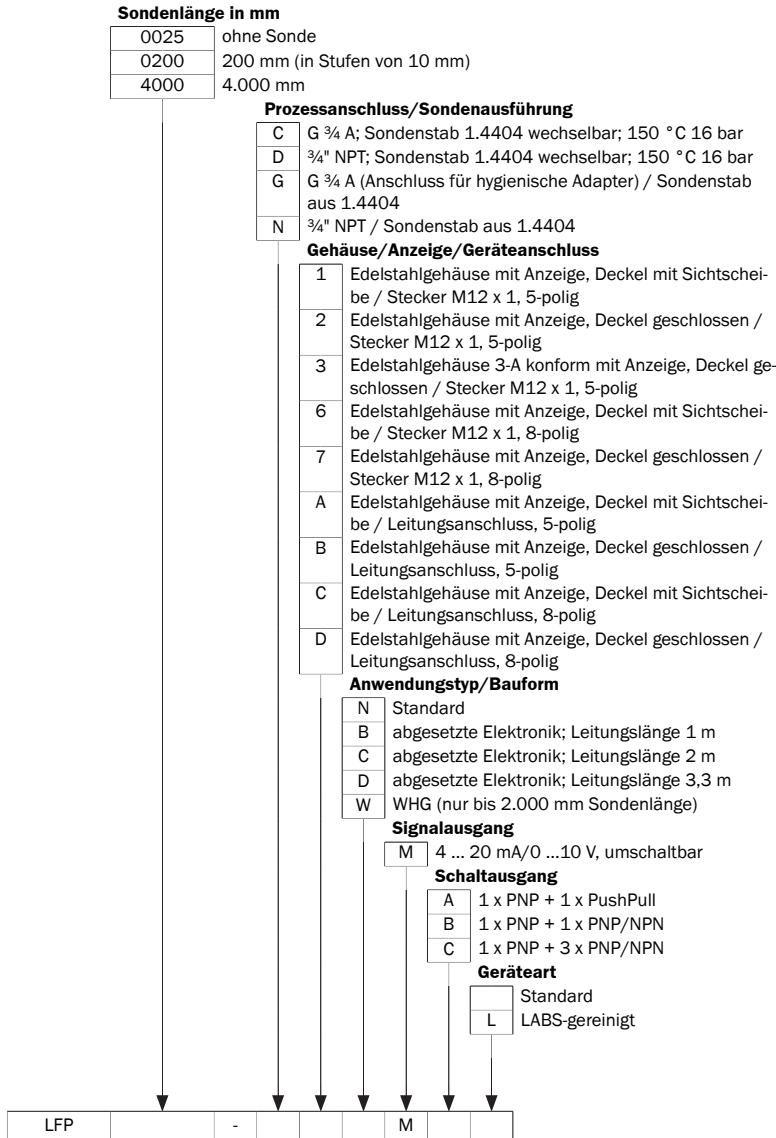 Sondenlänge in mm
0025 ohne Sonde
0200 200 mm (in Stufen von 10 mm)
4000 4.000 mm
Prozessanschluss/Sondenausführung
C G ¾ A; Sondenstab 1.4404 wechselbar; 150 °C 16 bar
D ¾" NPT; Sondenstab 1.4404 wechselbar; 150 °C 16 bar
G G ¾ A (Anschluss für hygienische Adapter) / Sondenstab
aus 1.4404
N ¾" NPT / Sondenstab aus 1.4404
Gehäuse/Anzeige/Geräteanschluss
1 Edelstahlgehäuse mit Anzeige, Deckel mit Sichtschei-
be / Stecker M12 x 1, 5-polig
2 Edelstahlgehäuse mit Anzeige, Deckel geschlossen /
Stecker M12 x 1, 5-polig
3 Edelstahlgehäuse 3-A konform mit Anzeige, Deckel ge-
schlossen / Stecker M12 x 1, 5-polig
6 Edelstahlgehäuse mit Anzeige, Deckel mit Sichtschei-
be / Stecker M12 x 1, 8-polig
7 Edelstahlgehäuse mit Anzeige, Deckel geschlossen /
Stecker M12 x 1, 8-polig
A Edelstahlgehäuse mit Anzeige, Deckel mit Sichtschei-
be / Leitungsanschluss, 5-polig
B Edelstahlgehäuse mit Anzeige, Deckel geschlossen /
Leitungsanschluss, 5-polig
C Edelstahlgehäuse mit Anzeige, Deckel mit Sichtschei-
be / Leitungsanschluss, 8-polig
D Edelstahlgehäuse mit Anzeige, Deckel geschlossen /
Leitungsanschluss, 8-polig
Anwendungstyp/Bauform
N Standard
B abgesetzte Elektronik; Leitungslänge 1 m
C abgesetzte Elektronik; Leitungslänge 2 m
D abgesetzte Elektronik; Leitungslänge 3,3 m
W WHG (nur bis 2.000 mm Sondenlänge)
Signalausgang
M 4 ... 20 mA/0 ...10 V, umschaltbar
Schaltausgang
A 1 x PNP + 1 x PushPull
B 1 x PNP + 1 x PNP/NPN
C 1 x PNP + 3 x PNP/NPN
Geräteart
Standard
L LABS-gereinigt
LFP - M